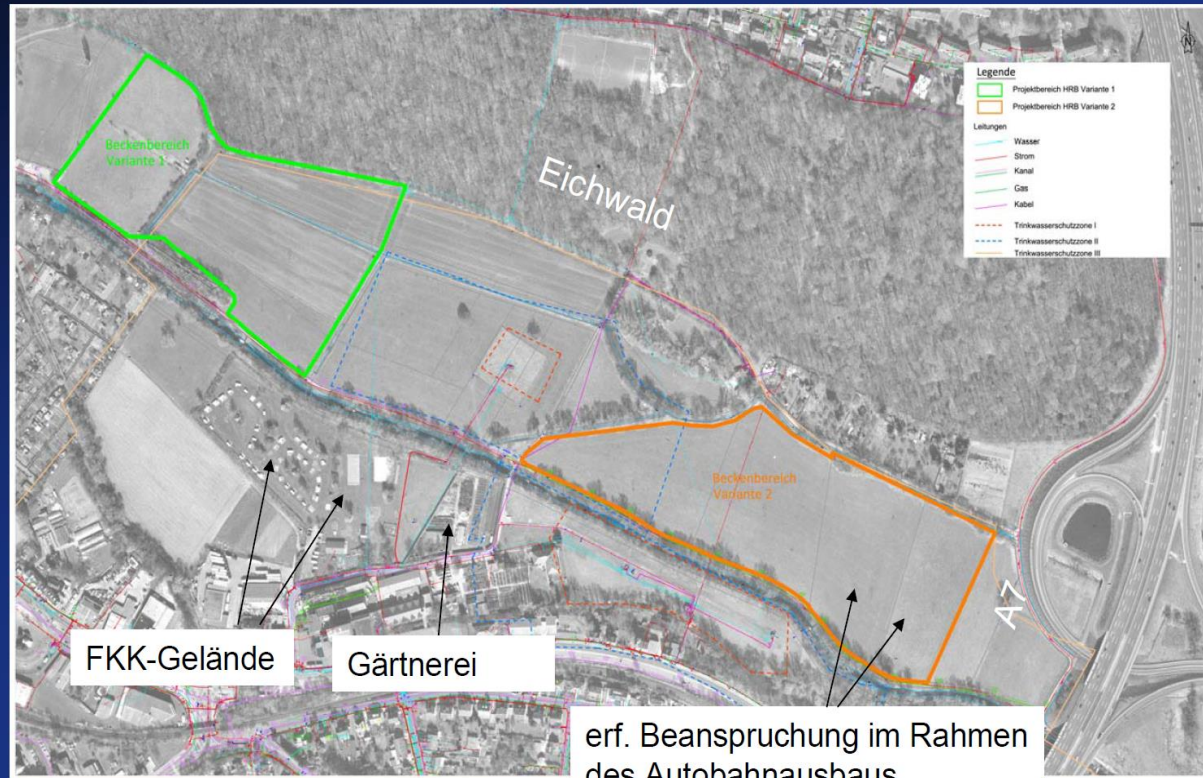 Legende
Projektbereich HRB Variante 1
Projektbereich HRB Variante 2
Leitungen
Wasser
Strom
Kanal
Gas
Kabel
Trinkwasserschutzzone I
Trinkwasserschutzzone II
Trinkwasserschutzzone III
Beckenbereich
Variante 1
Eichwald
Beckenbereich
Variante 2
A7
FKK-Gelände
Gärtnerei
erf. Beanspruchung im Rahmen
des Autobahnausbaus